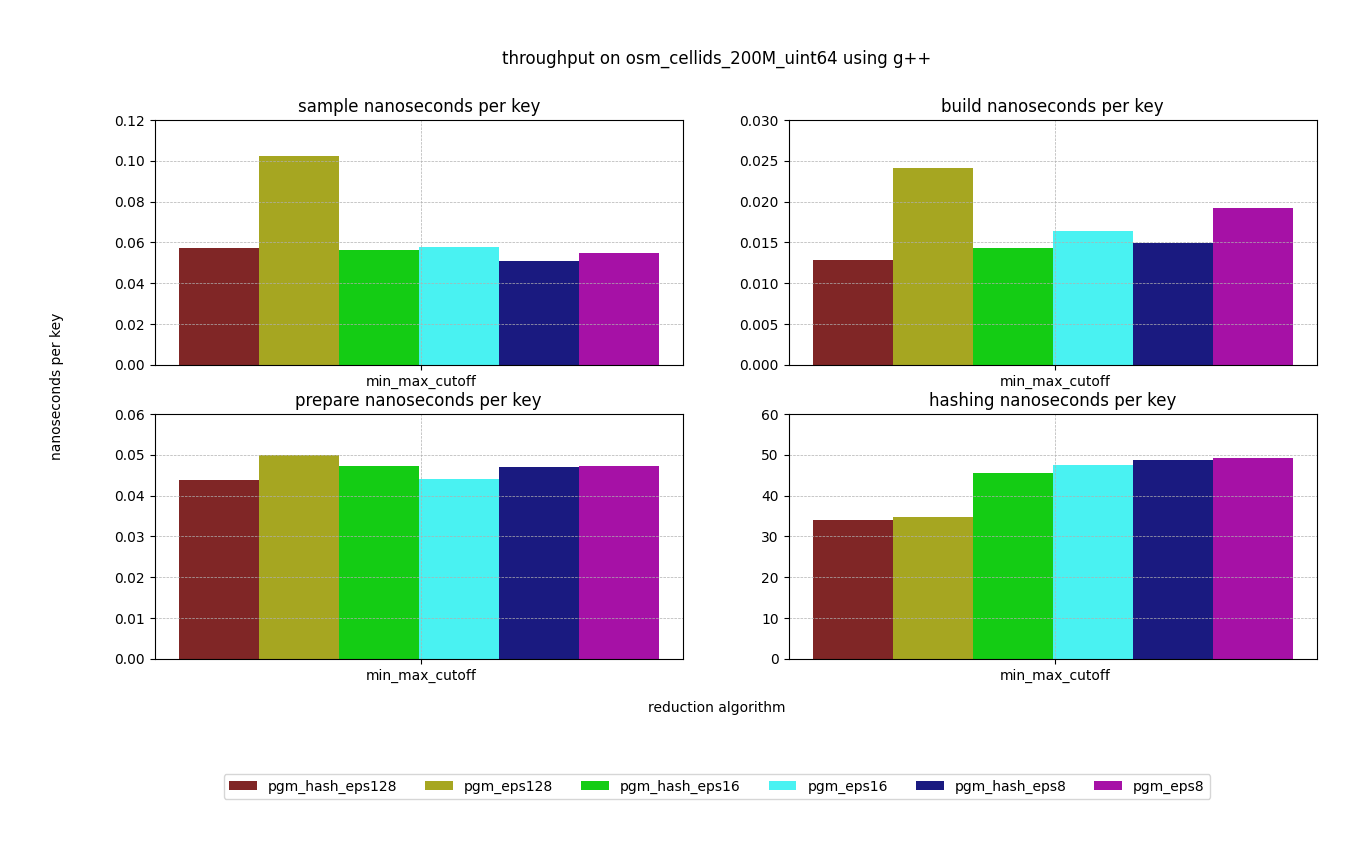 throughput on osm_cellids_200M_uint64 using g++
sample nanoseconds per key
0.12
0.10
0.08
0.06
0.04
0.02
0.00
min_max_cutoff
build nanoseconds per key
0.030
0.025
0.020
0.015
0.010
0.005
0.000
min_max_cutoff
nanoseconds per key
prepare nanoseconds per key
0.06
0.05
0.04
0.03
0.02
0.01
0.00
min_max_cutoff
hashing nanoseconds per key
60
50
40
30
20
10
0
min_max_cutoff
reduction algorithm
pgm_hash_eps128 pgm_eps128 pgm_hash_eps16 pgm_eps16 pgm_hash_eps8 pgm_eps8